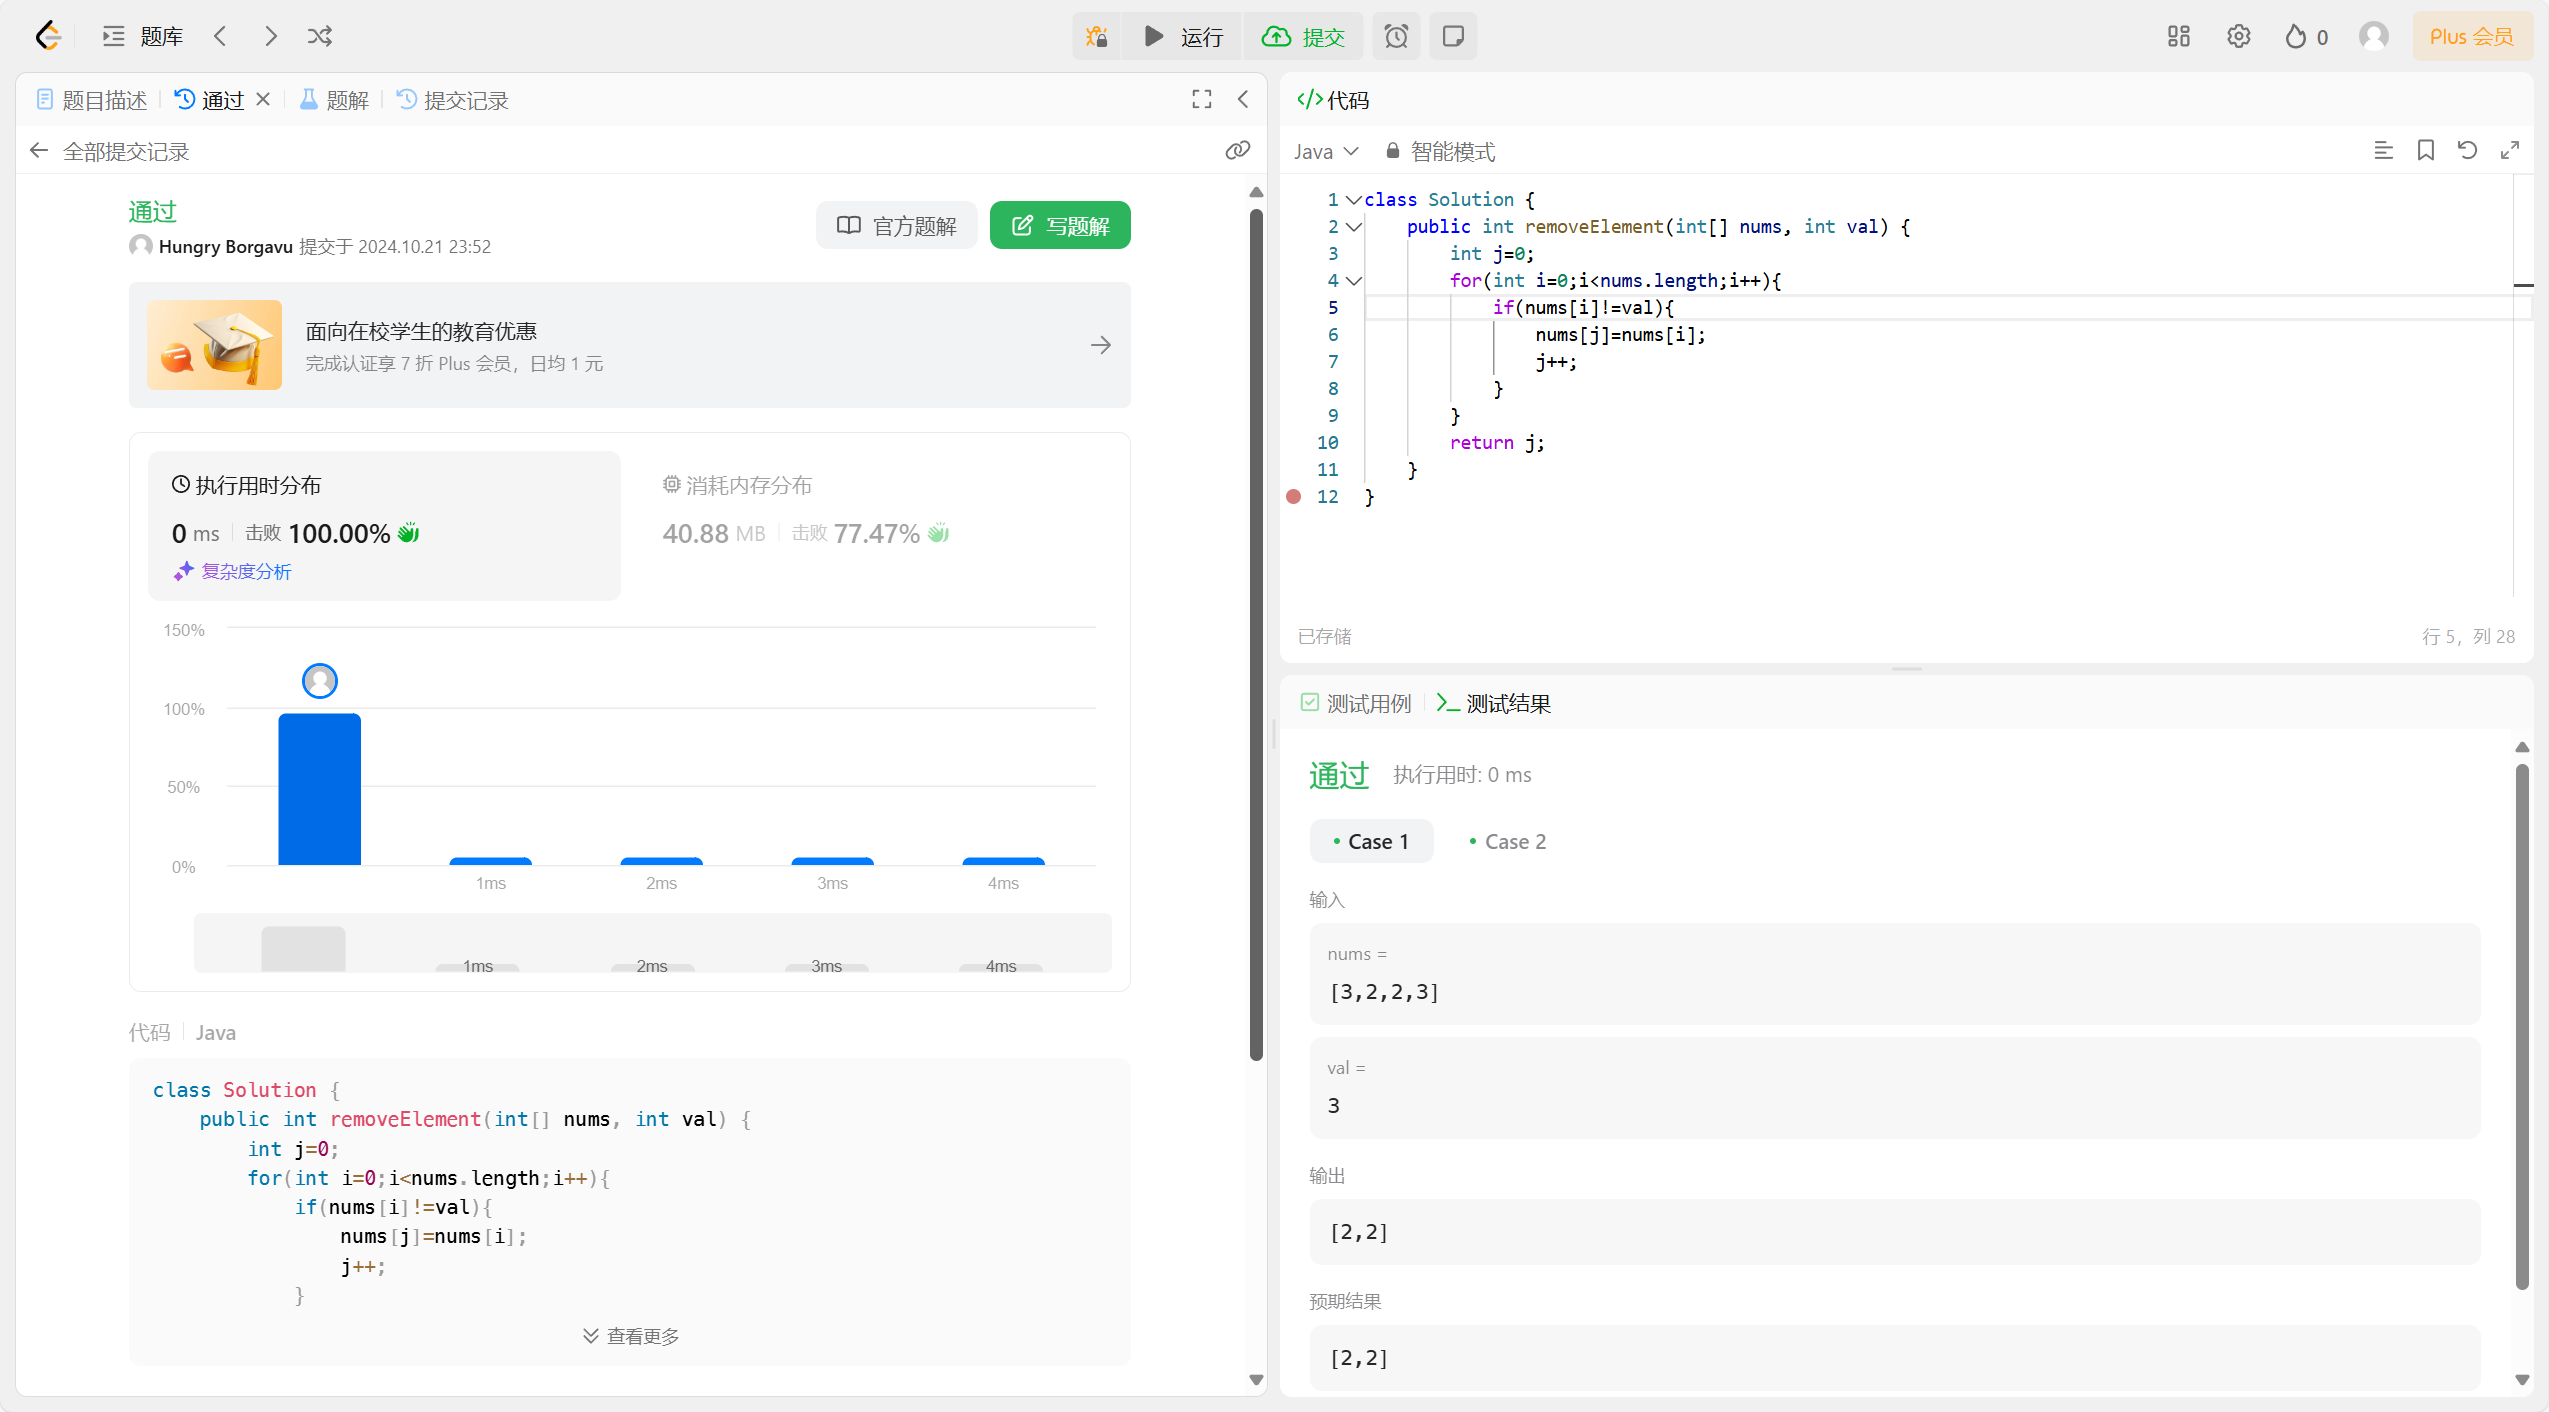 题库
运行
提交
0
Plus 会员
题目描述
通过
题解
提交记录
全部提交记录
通过
Hungry Borgavu 提交于 2024.10.21 23:52
官方题解
写题解
面向在校学生的教育优惠
完成认证享 7 折 Plus 会员，日均 1 元
执行用时分布
0 ms
击败 100.00%
复杂度分析
消耗内存分布
40.88 MB
击败 77.47%
150%
100%
50%
0%
1ms
2ms
3ms
4ms
1ms
2ms
3ms
4ms
代码
Java
class Solution {
    public int removeElement(int[] nums, int val) {
        int j=0;
        for(int i=0;i<nums.length;i++){
            if(nums[i]!=val){
                nums[j]=nums[i];
                j++;
            }
查看更多
代码
Java
智能模式
1 class Solution {
2     public int removeElement(int[] nums, int val) {
3         int j=0;
4         for(int i=0;i<nums.length;i++){
5             if(nums[i]!=val){
6                 nums[j]=nums[i];
7                 j++;
8             }
9         }
10         return j;
11     }
12 }
已存储
行 5，列 28
测试用例
测试结果
通过
执行用时: 0 ms
Case 1
Case 2
输入
nums =
[3,2,2,3]
val =
3
输出
[2,2]
预期结果
[2,2]